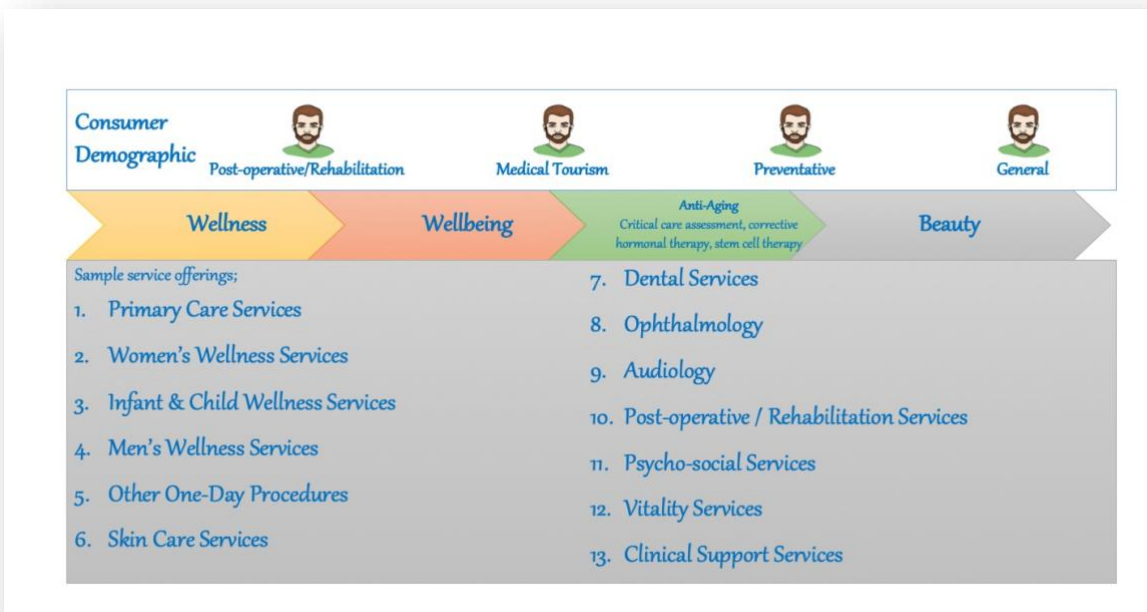 Consumer
Demographic
Post-operative/Rehabilitation
Medical Tourism
Preventative
General
Wellness
Wellbeing
Anti-Aging
Critical care assessment, corrective
hormonal therapy, stem cell therapy
Beauty
Sample service offerings;
1. Primary Care Services
2. Women's Wellness Services
3. Infant & Child Wellness Services
4. Men's Wellness Services
5. Other One-Day Procedures
6. Skin Care Services
7. Dental Services
8. Ophthalmology
9. Audiology
10. Post-operative / Rehabilitation Services
11. Psycho-social Services
12. Vitality Services
13. Clinical Support Services